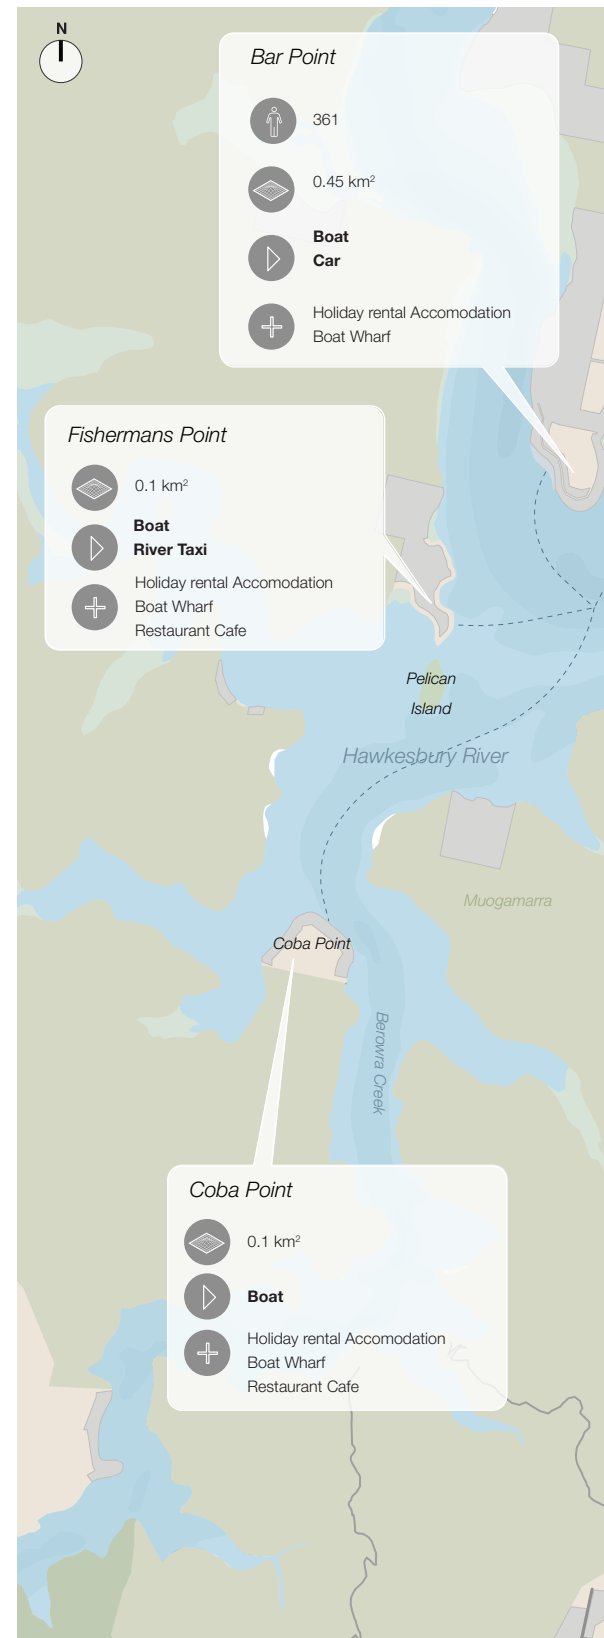 N
Bar Point
361
0.45 km²
Boat
Car
Holiday rental Accomodation
Boat Wharf
Fishermans Point
0.1 km²
Boat
River Taxi
Holiday rental Accomodation
Boat Wharf
Restaurant Cafe
Pelican
Island
Hawkesbury River
Muogamarra
Coba Point
Berowra Creek
Coba Point
0.1 km²
Boat
Holiday rental Accomodation
Boat Wharf
Restaurant Cafe